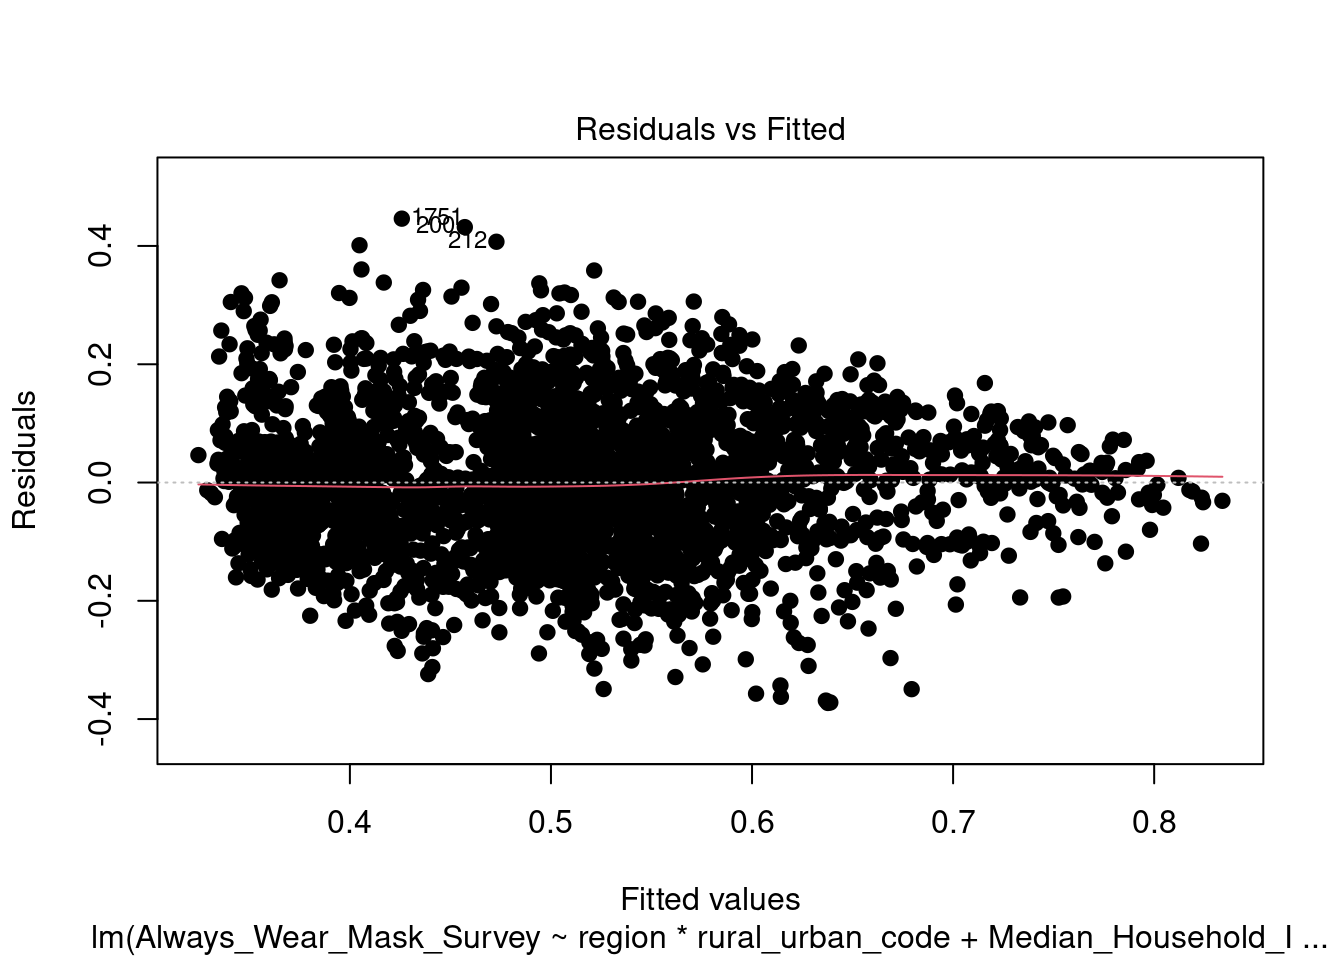 Residuals vs Fitted
Residuals
0.4
0.2
0.0
-0.2
-0.4
1751
200
212
0.4 0.5 0.6 0.7 0.8
Fitted values
lm(Always_Wear_Mask_Survey ~ region * rural_urban_code + Median_Household_I ...